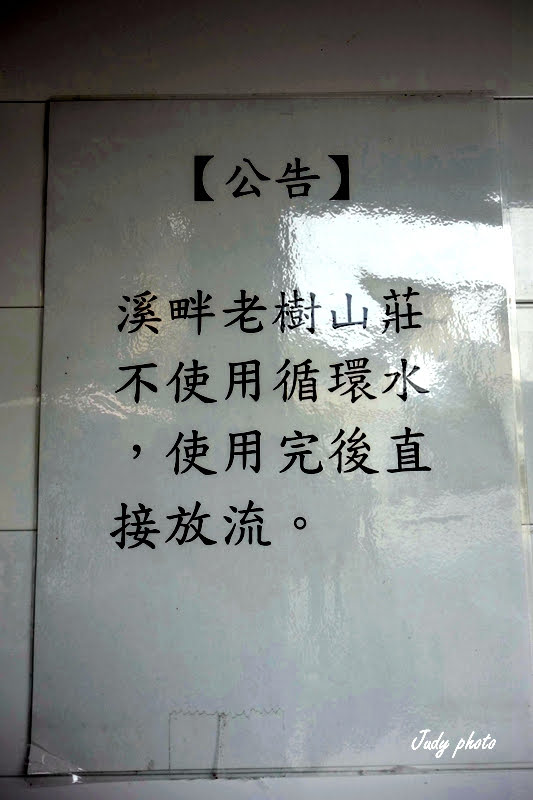 【公告】
溪畔老樹山莊
不使用循環水
，使用完後直
接放流。
Judy photo